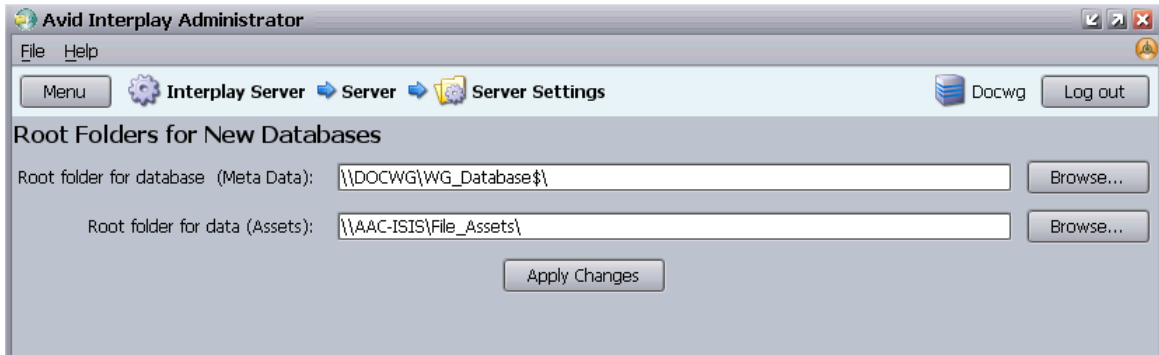 Avid Interplay Administrator
File Help
Menu Interplay Server Server Server Settings Docwg Log out
Root Folders for New Databases
Root folder for database (Meta Data): \\DOCWG\WG_Database$\ Browse...
Root folder for data (Assets): \\AAC-ISIS\File_Assets\ Browse...
Apply Changes